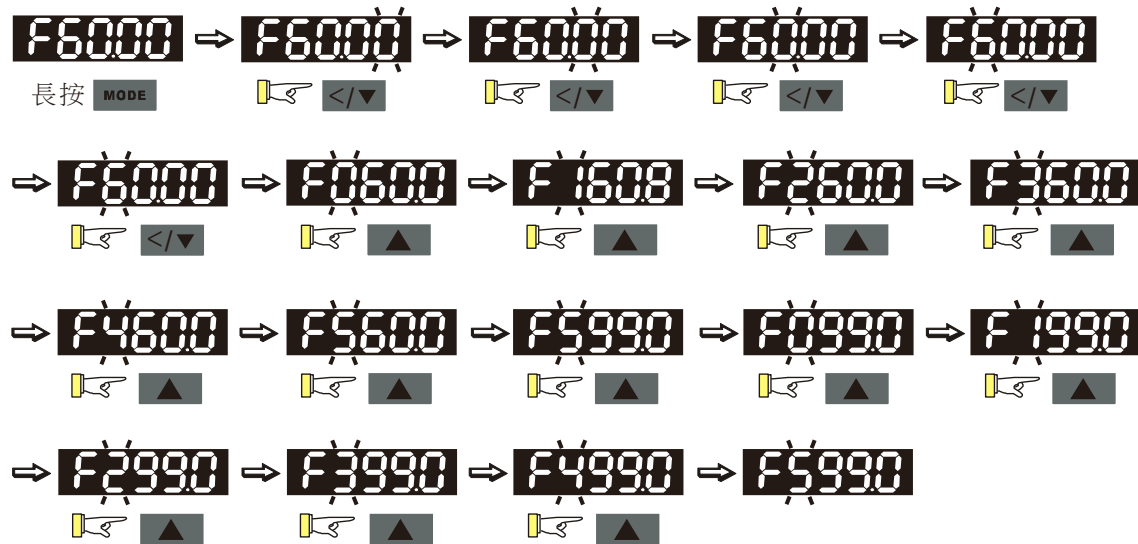 F60.00 F60.00 F60.00 F60.00 F60.00
長按 MODE </▼ </▼ </▼ </▼
F60.00 F060.0 F160.8 F260.0 F360.0
</▼ ▲ ▲ ▲ ▲
F460.0 F560.0 F599.0 F099.0 F199.0
▲ ▲ ▲ ▲ ▲
F299.0 F399.0 F499.0 F599.0
▲ ▲ ▲